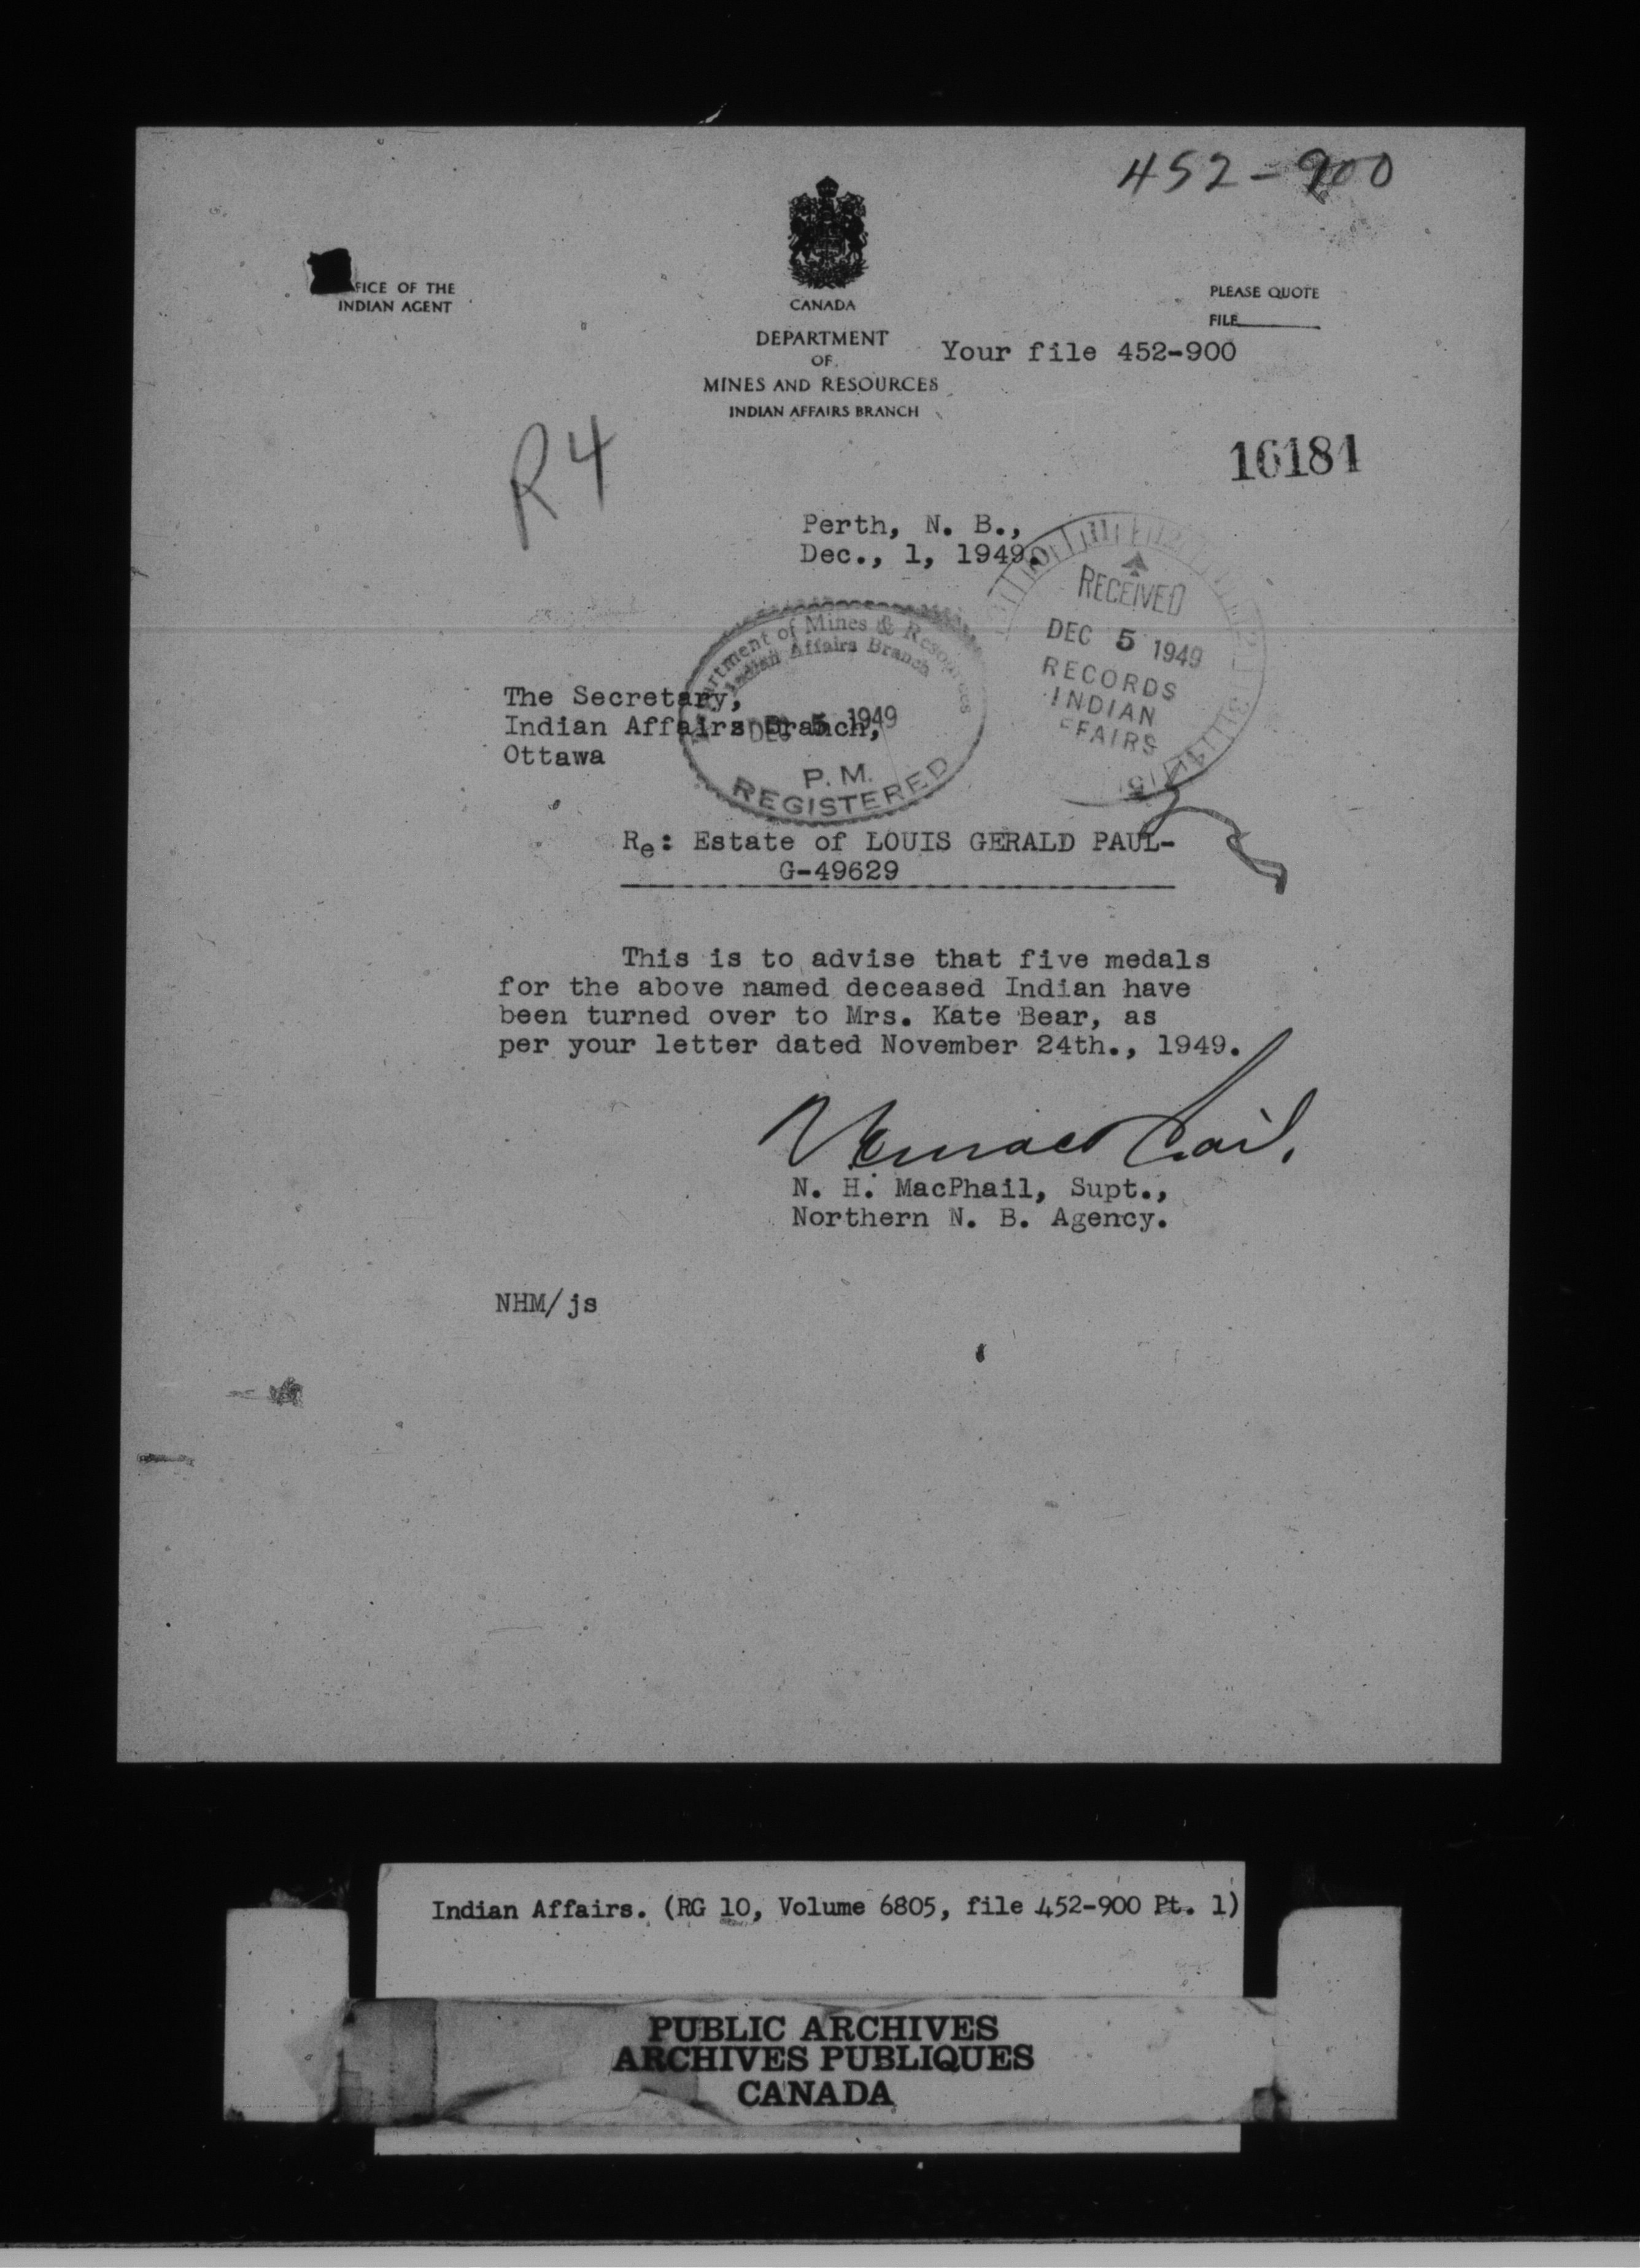 452-900
FICE OF THE
INDIAN AGENT
CANADA
DEPARTMENT
OF
MINES AND RESOURCES
INDIAN AFFAIRS BRANCH
PLEASE QUOTE
FILE
Your file 452-900
R4
16181
Perth, N. B.,
Dec., 1, 1949.
RECEIVED
DEC 5 1949
RECORDS
INDIAN
FFAIRS
artment of Mines & Resources
Indian Affairs Branch
DEC 5 1949
P.M.
REGISTERED
The Secretary,
Indian Affairs Branch,
Ottawa
Re: Estate of LOUIS GERALD PAUL-
G-49629
This is to advise that five medals
for the above named deceased Indian have
been turned over to Mrs. Kate Bear, as
per your letter dated November 24th., 1949.
N. H. MacPhail, Supt.,
Northern N. B. Agency.
NHM/js
Indian Affairs. (RG 10, Volume 6805, file 452-900 Pt. 1)
PUBLIC ARCHIVES
ARCHIVES PUBLIQUES
CANADA